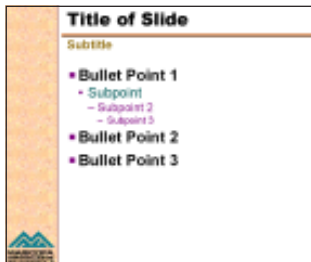 Title of Slide
Subtitle
• Bullet Point 1
• Subpoint
– Subpoint 2
– Subpoint 3
• Bullet Point 2
• Bullet Point 3